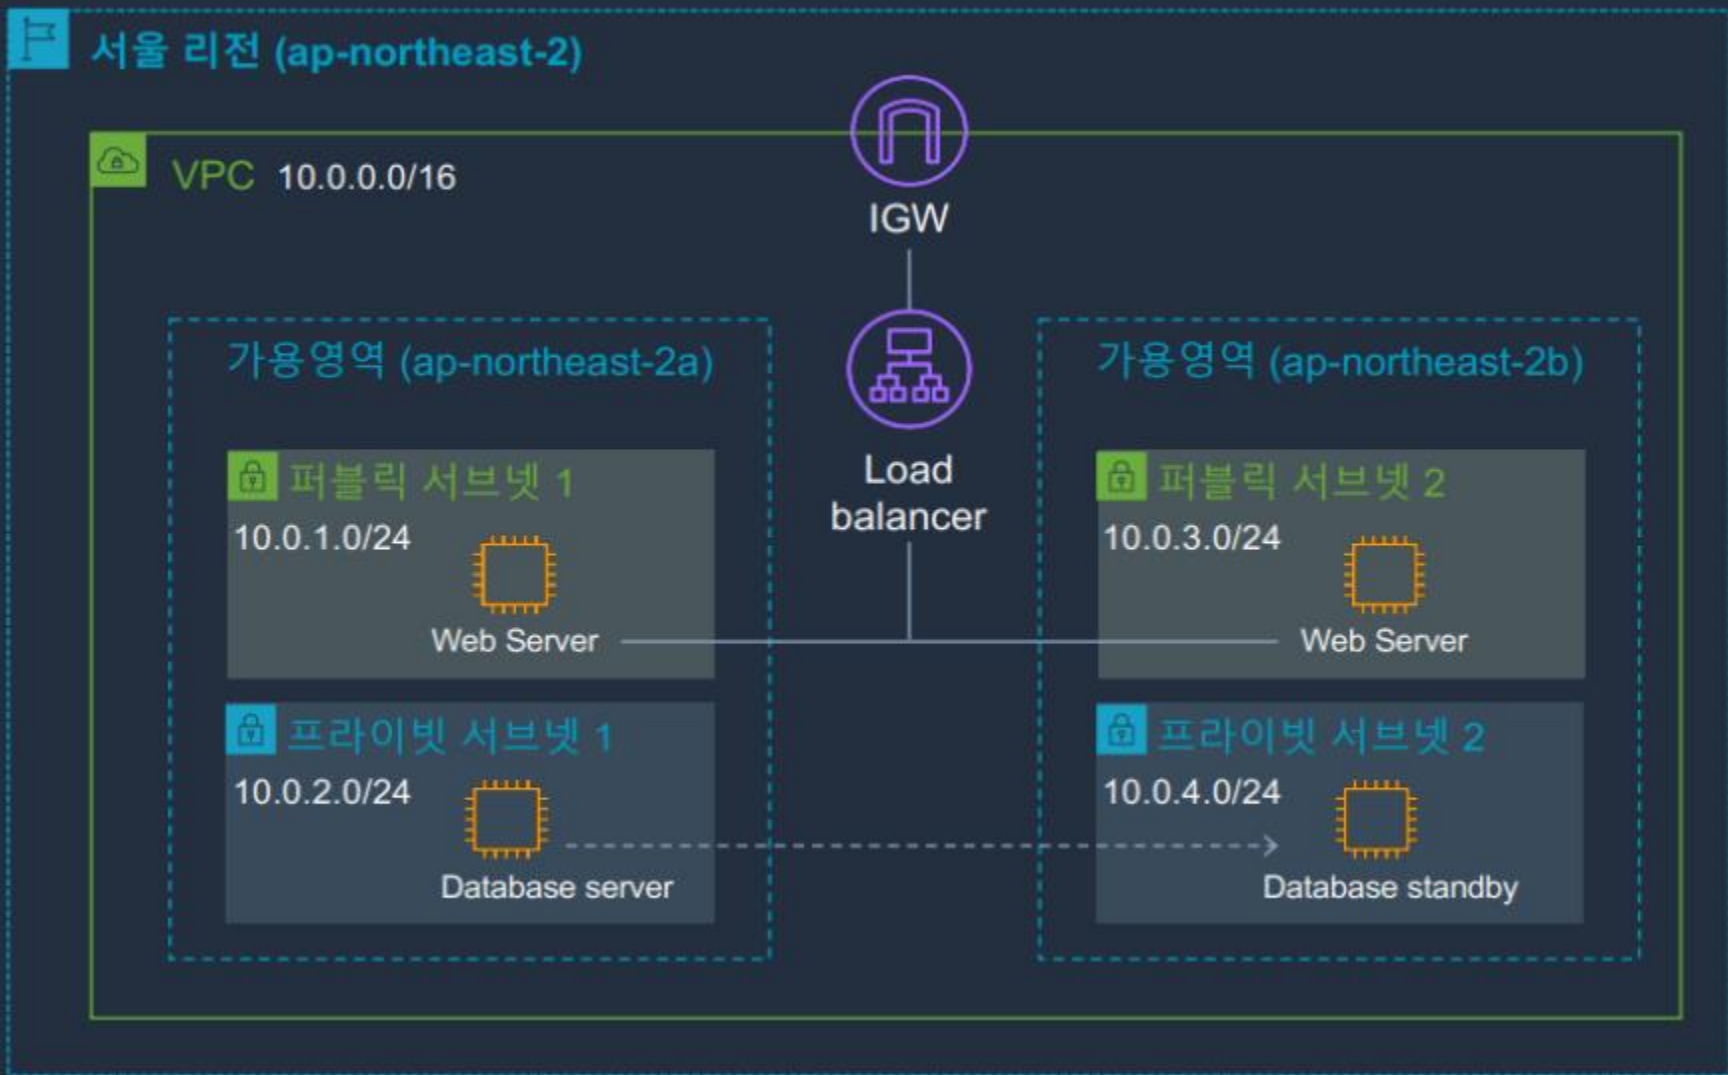 서울 리전 (ap-northeast-2)
VPC 10.0.0.0/16
IGW
Load
balancer
가용영역 (ap-northeast-2a)
퍼블릭 서브넷 1
10.0.1.0/24
Web Server
프라이빗 서브넷 1
10.0.2.0/24
Database server
가용영역 (ap-northeast-2b)
퍼블릭 서브넷 2
10.0.3.0/24
Web Server
프라이빗 서브넷 2
10.0.4.0/24
Database standby